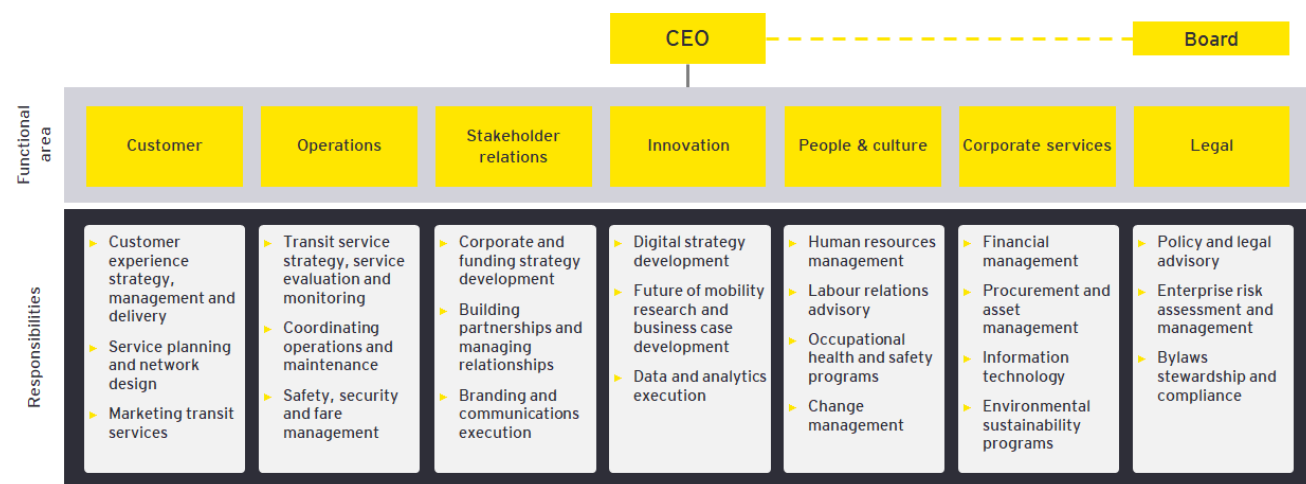 CEO
Board
Functional
area
Customer
Operations
Stakeholder
relations
Innovation
People & culture
Corporate services
Legal
Responsibilities
Customer
experience
strategy,
management and
delivery
Service planning
and network
design
Marketing transit
services
Transit service
strategy, service
evaluation and
monitoring
Coordinating
operations and
maintenance
Safety, security
and fare
management
Corporate and
funding strategy
development
Building
partnerships and
managing
relationships
Branding and
communications
execution
Digital strategy
development
Future of mobility
research and
business case
development
Data and analytics
execution
Human resources
management
Labour relations
advisory
Occupational
health and safety
programs
Change
management
Financial
management
Procurement and
asset
management
Information
technology
Environmental
sustainability
programs
Policy and legal
advisory
Enterprise risk
assessment and
management
Bylaws
stewardship and
compliance